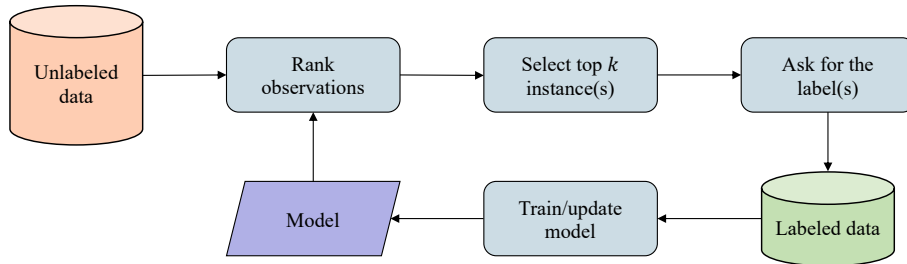 Unlabeled
data
Rank
observations
Select top k
instance(s)
Ask for the
label(s)
Model
Train/update
model
Labeled data